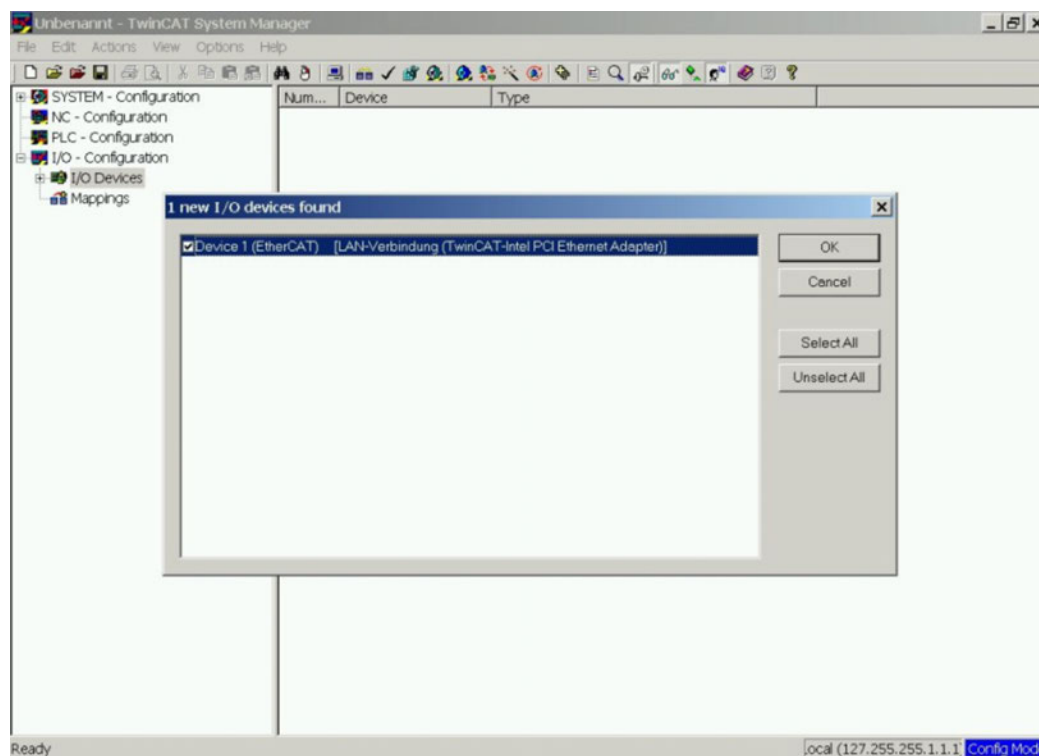 Unbenannt - TwinCAT System Manager
File Edit Actions View Options Help
SYSTEM - Configuration
NC - Configuration
PLC - Configuration
I/O - Configuration
I/O Devices
Mappings
Num... Device Type
1 new I/O devices found
Device 1 (EtherCAT) [LAN-Verbindung (TwinCAT-Intel PCI Ethernet Adapter)]
OK
Cancel
Select All
Unselect All
Ready
ocal (127.255.255.1.1.1) Config Mod